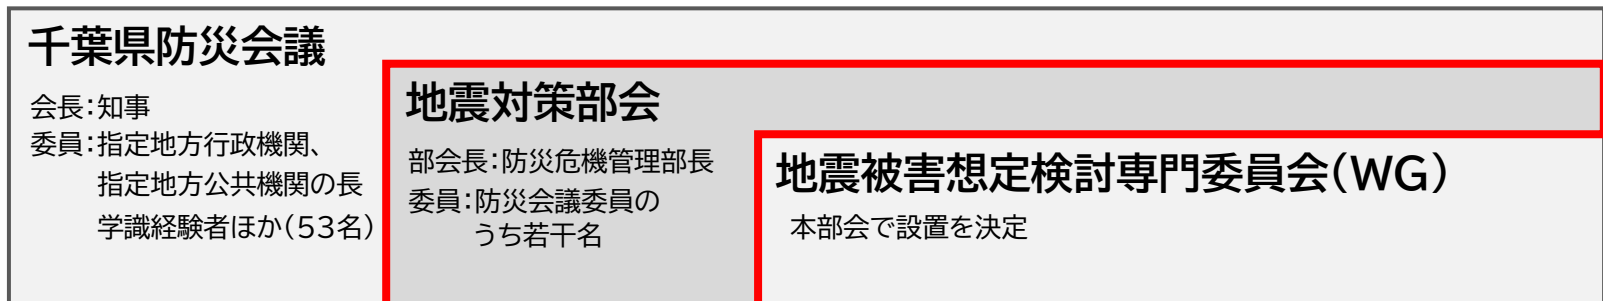 千葉県防災会議
会長：知事
委員：指定地方行政機関、
指定地方公共機関の長
学識経験者ほか（53名）
地震対策部会
部会長：防災危機管理部長
委員：防災会議委員の
うち若干名
地震被害想定検討専門委員会（WG）
本部会で設置を決定